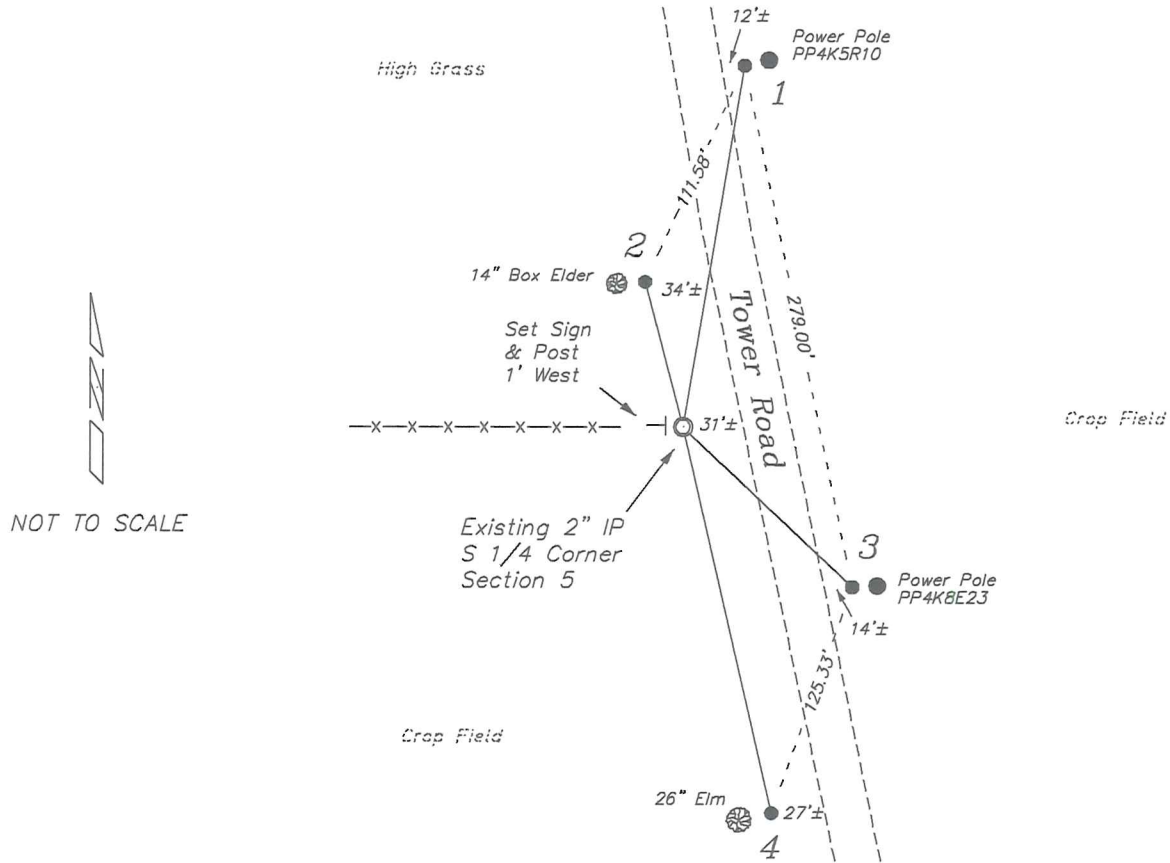 12'±
Power Pole
PP4K5R10
High Grass
1
111.58'
2
14" Box Elder
34'±
279.00'
Tower Road
Set Sign
& Post
1' West
x x x x x x x
31'±
Crop Field
N
NOT TO SCALE
Existing 2" IP
S 1/4 Corner
Section 5
3
Power Pole
PP4K8E23
14'±
125.33'
Crop Field
26" Elm
27'±
4